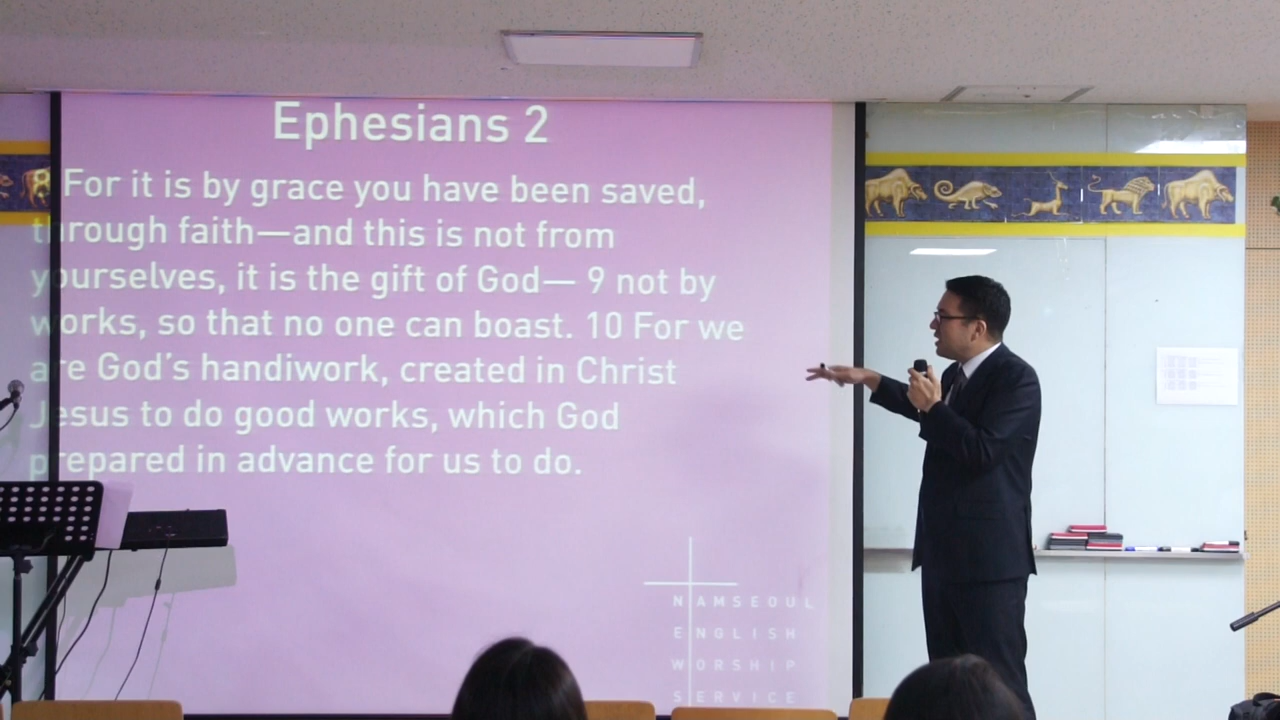 Ephesians 2
For it is by grace you have been saved,
through faith—and this is not from
yourselves, it is the gift of God— 9 not by
works, so that no one can boast. 10 For we
are God's handiwork, created in Christ
Jesus to do good works, which God
prepared in advance for us to do.
NAMSEOUL
ENGLISH
WORSHIP
SERVICE